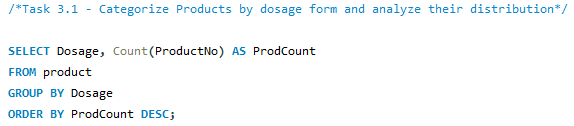 /*Task 3.1 - Categorize Products by dosage form and analyze their distribution*/
SELECT Dosage, Count(ProductNo) AS ProdCount
FROM product
GROUP BY Dosage
ORDER BY ProdCount DESC;